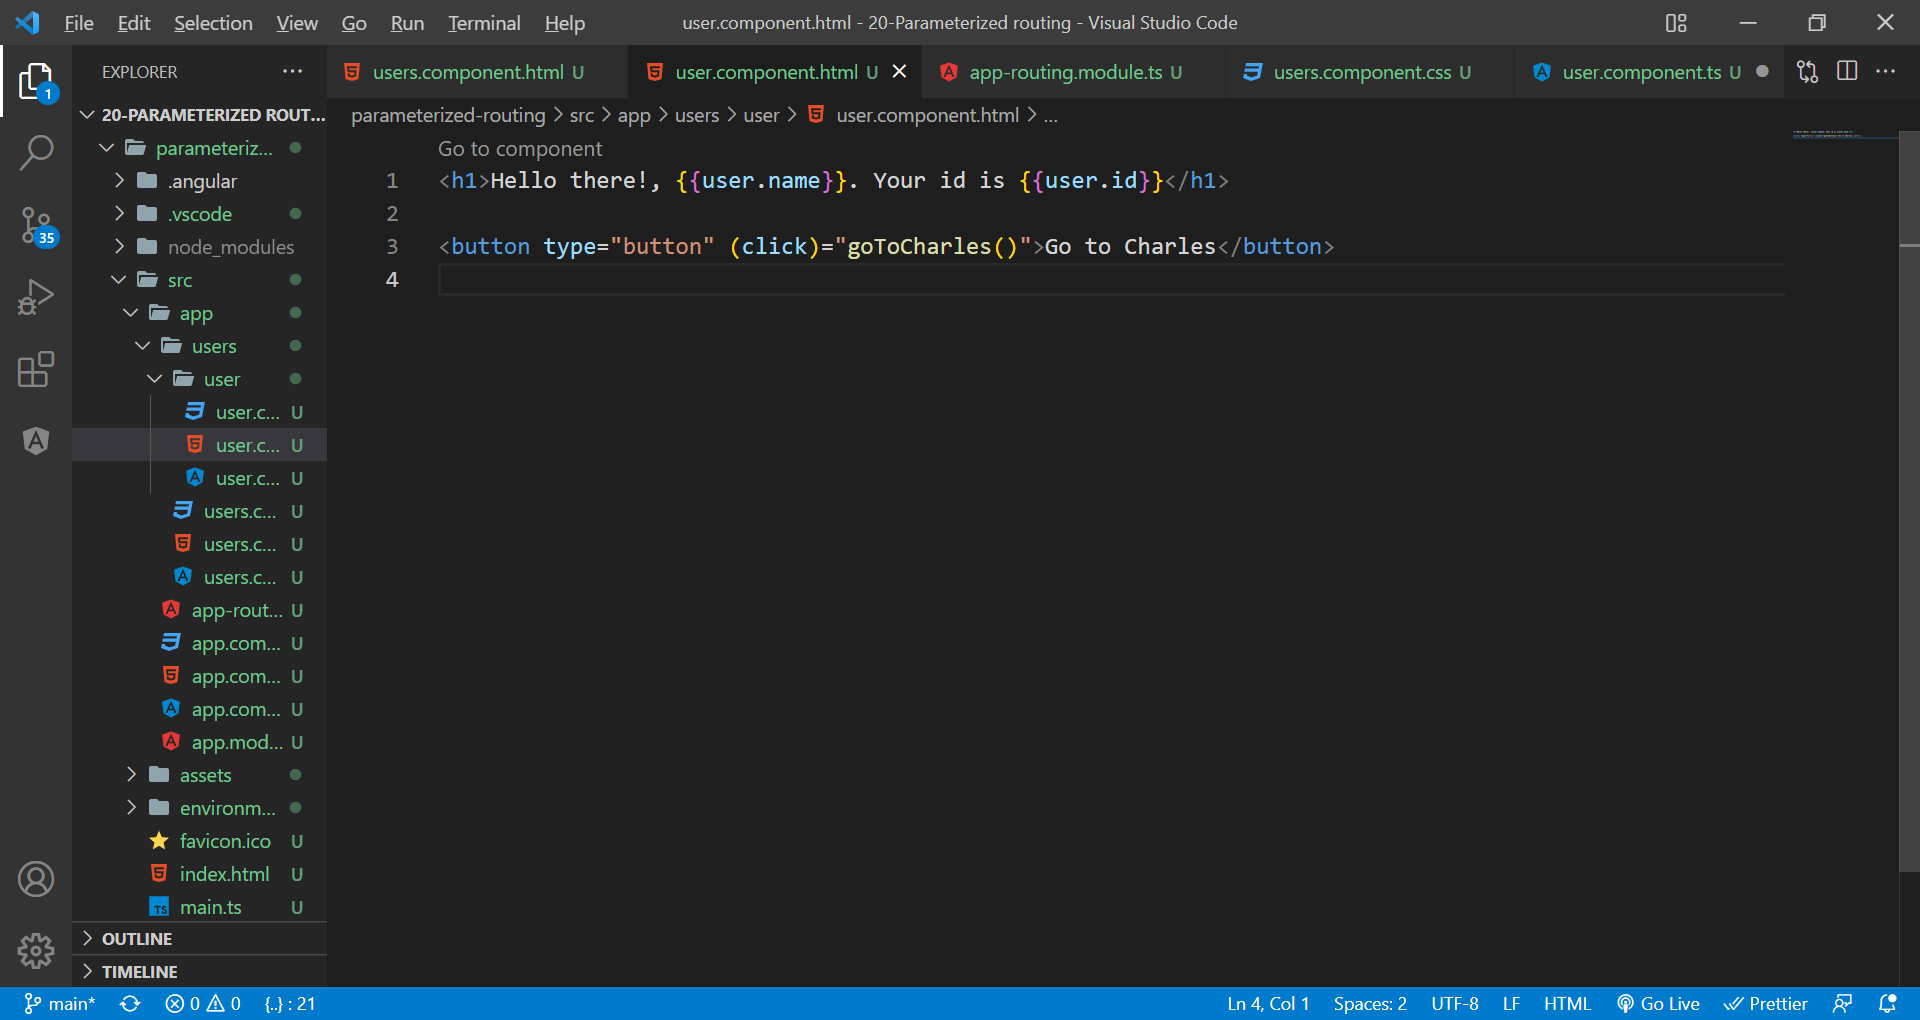 File Edit Selection View Go Run Terminal Help
user.component.html - 20-Parameterized routing - Visual Studio Code
EXPLORER
users.component.html U
user.component.html U
app-routing.module.ts U
users.component.css U
user.component.ts U
20-PARAMETERIZED ROUT...
parameterized-routing > src > app > users > user > user.component.html > ...
parameteriz...
.angular
.vscode
node_modules
src
app
users
user
user.c... U
user.c... U
user.c... U
users.c... U
users.c... U
users.c... U
app-rout... U
app.com... U
app.com... U
app.com... U
app.mod... U
assets
environm...
favicon.ico U
index.html U
TS main.ts U
OUTLINE
TIMELINE
1
35
Go to component
1 <h1>Hello there!, {{user.name}}. Your id is {{user.id}}</h1>
2
3 <button type="button" (click)="goToCharles()">Go to Charles</button>
4
main* 0 0 {..} : 21
Ln 4, Col 1 Spaces: 2 UTF-8 LF HTML Go Live Prettier